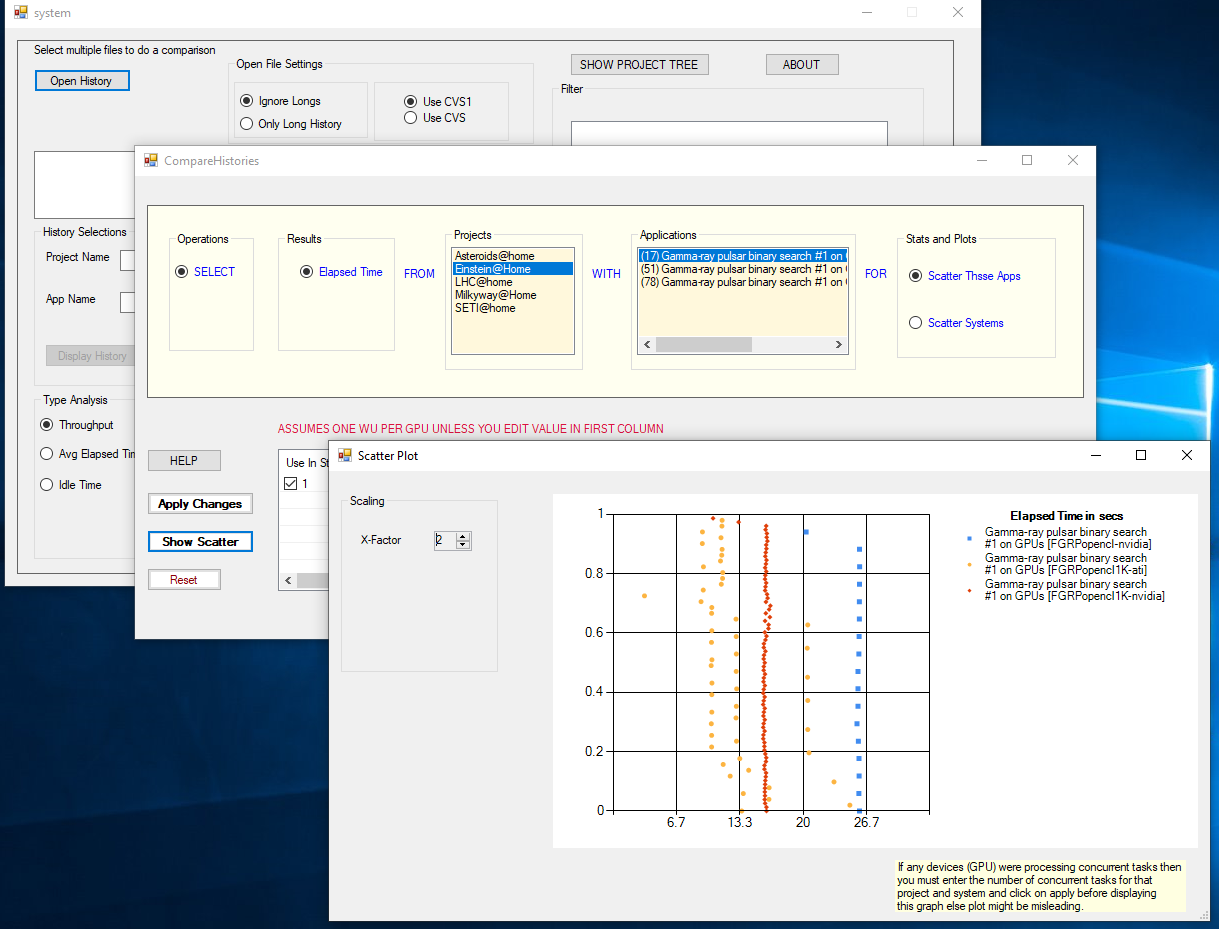 system
Select multiple files to do a comparison
Open History
Open File Settings
Ignore Longs
Only Long History
Use CVS1
Use CVS
SHOW PROJECT TREE
ABOUT
Filter
CompareHistories
History Selections
Project Name
App Name
Display History
Type Analysis
Throughput
Avg Elapsed Tim
Idle Time
Operations
SELECT
Results
Elapsed Time
FROM
Projects
Asteroids@home
Einstein@Home
LHC@home
Milkyway@Home
SETI@home
WITH
Applications
(17) Gamma-ray pulsar binary search #1 on
(51) Gamma-ray pulsar binary search #1 on
(78) Gamma-ray pulsar binary search #1 on
FOR
Stats and Plots
Scatter Thsse Apps
Scatter Systems
ASSUMES ONE WU PER GPU UNLESS YOU EDIT VALUE IN FIRST COLUMN
HELP
Apply Changes
Show Scatter
Reset
Use In St
1
Scatter Plot
Scaling
X-Factor
2
1
0.8
0.6
0.4
0.2
0
6.7 13.3 20 26.7
Elapsed Time in secs
Gamma-ray pulsar binary search
#1 on GPUs [FGRPopencl-nvidia]
Gamma-ray pulsar binary search
#1 on GPUs [FGRPopencl1K-ati]
Gamma-ray pulsar binary search
#1 on GPUs [FGRPopencl1K-nvidia]
If any devices (GPU) were processing concurrent tasks then
you must enter the number of concurrent tasks for that
project and system and click on apply before displaying
this graph else plot might be misleading.